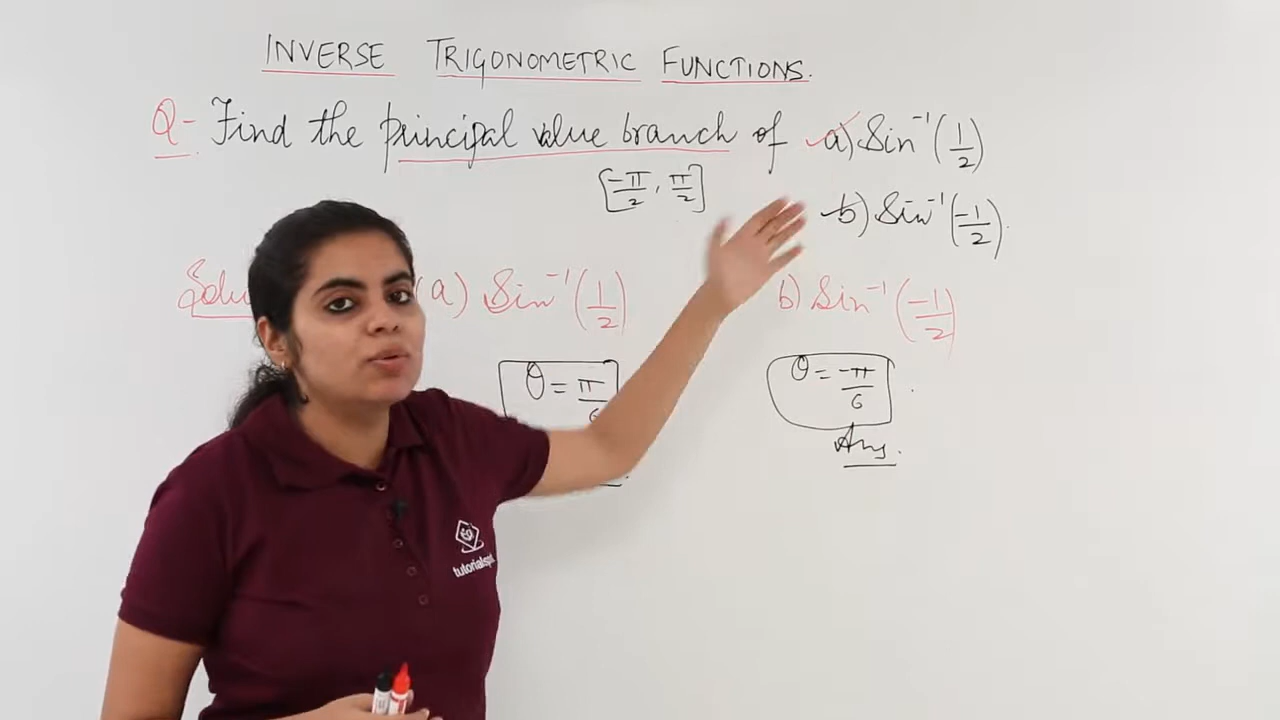 INVERSE TRIGONOMETRIC FUNCTIONS.
Q- Find the principal value branch of a) Sin⁻¹(1/2)
[-π/2, π/2]
b) Sin⁻¹(-1/2).
(a) Sin⁻¹(1/2) b) Sin⁻¹(-1/2)
θ = π/6 θ = -π/6
Ans.
tutorialspoint